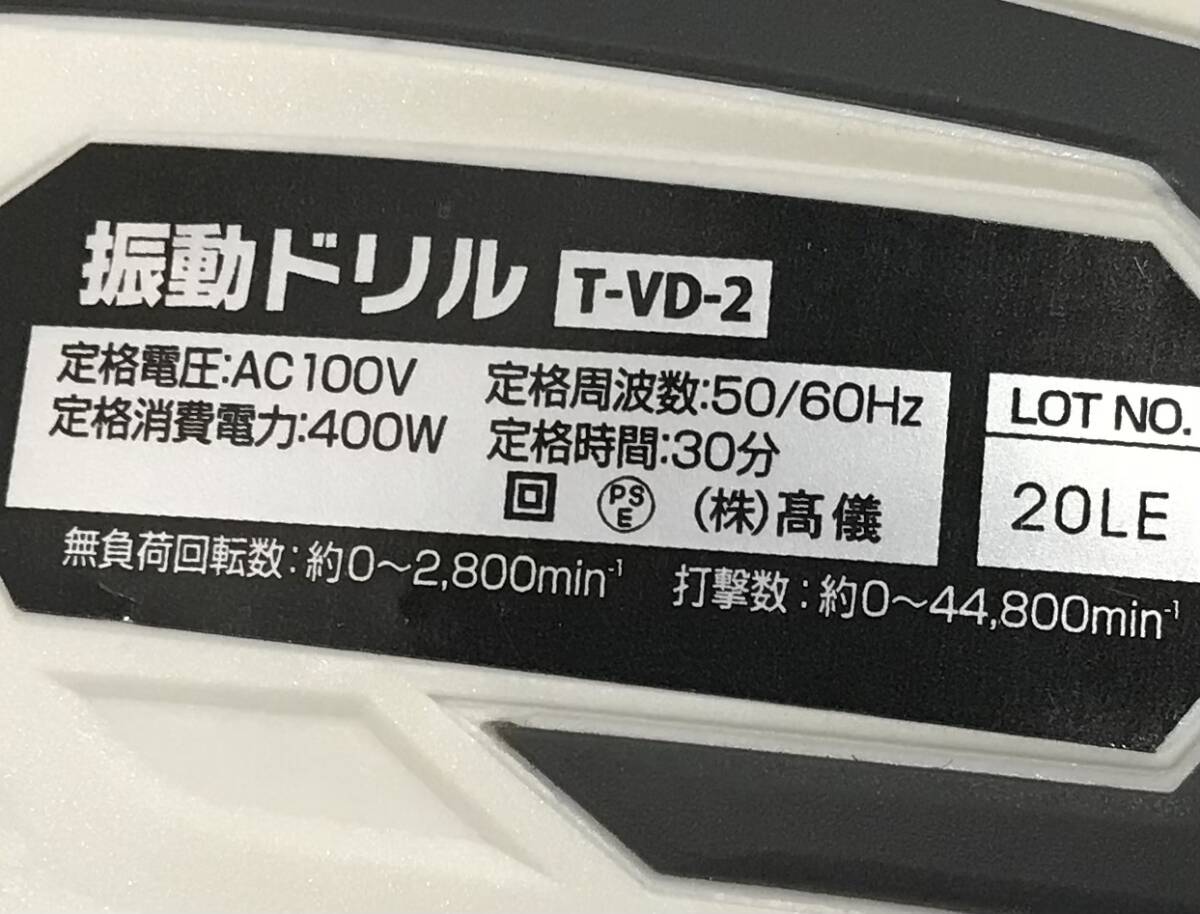 振動ドリル T-VD-2
定格電圧:AC100V 定格周波数:50/60Hz
定格消費電力:400W 定格時間:30分
PS
E (株)髙儀
LOT NO.
20LE
無負荷回転数:約0〜2,800min⁻¹ 打撃数:約0〜44,800min⁻¹